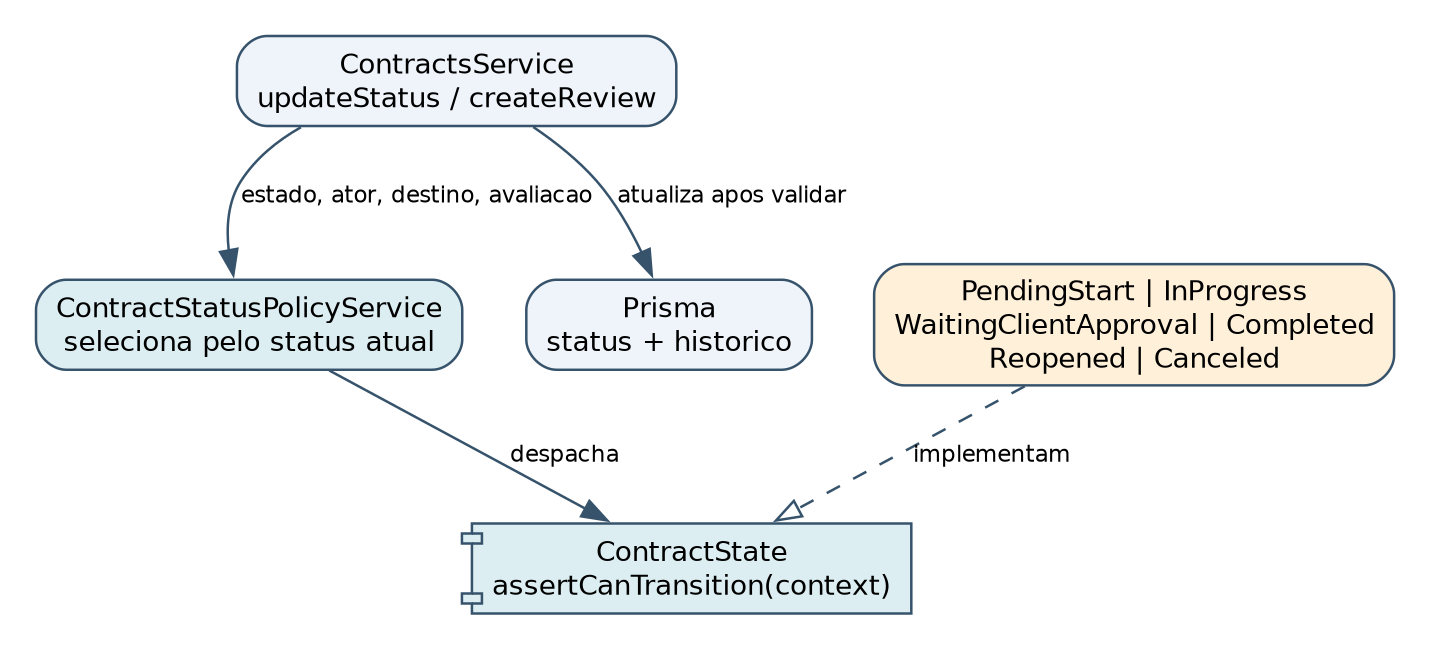 ContractsService
updateStatus / createReview
estado, ator, destino, avaliacao
atualiza apos validar
ContractStatusPolicyService
seleciona pelo status atual
Prisma
status + historico
PendingStart | InProgress
WaitingClientApproval | Completed
Reopened | Canceled
despacha
implementam
ContractState
assertCanTransition(context)